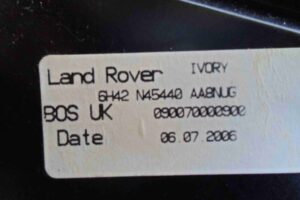 Land Rover IVORY
6H42 N45440 AA8NUG
BOS UK 090070000900
Date 06.07.2006